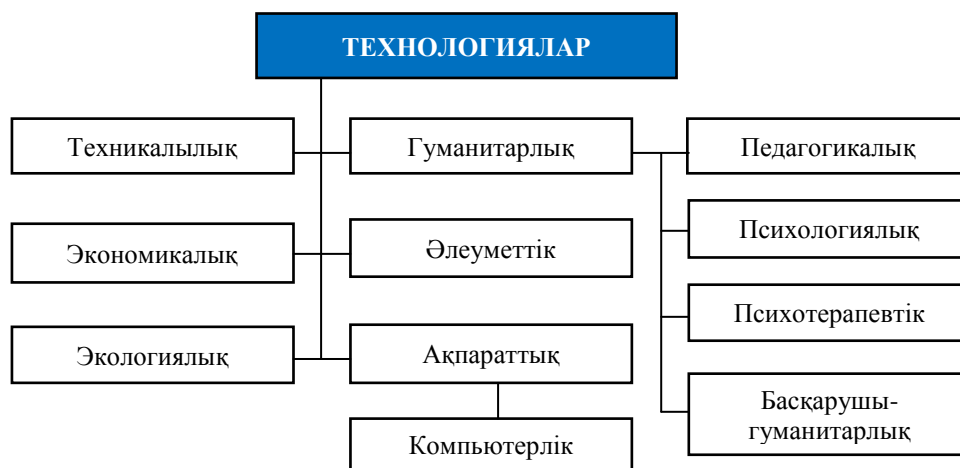 ТЕХНОЛОГИЯЛАР
Техникалылық
Гуманитарлық
Педагогикалық
Психологиялық
Экономикалық
Әлеуметтік
Психотерапевтік
Экологиялық
Ақпараттық
Басқарушы-
гуманитарлық
Компьютерлік